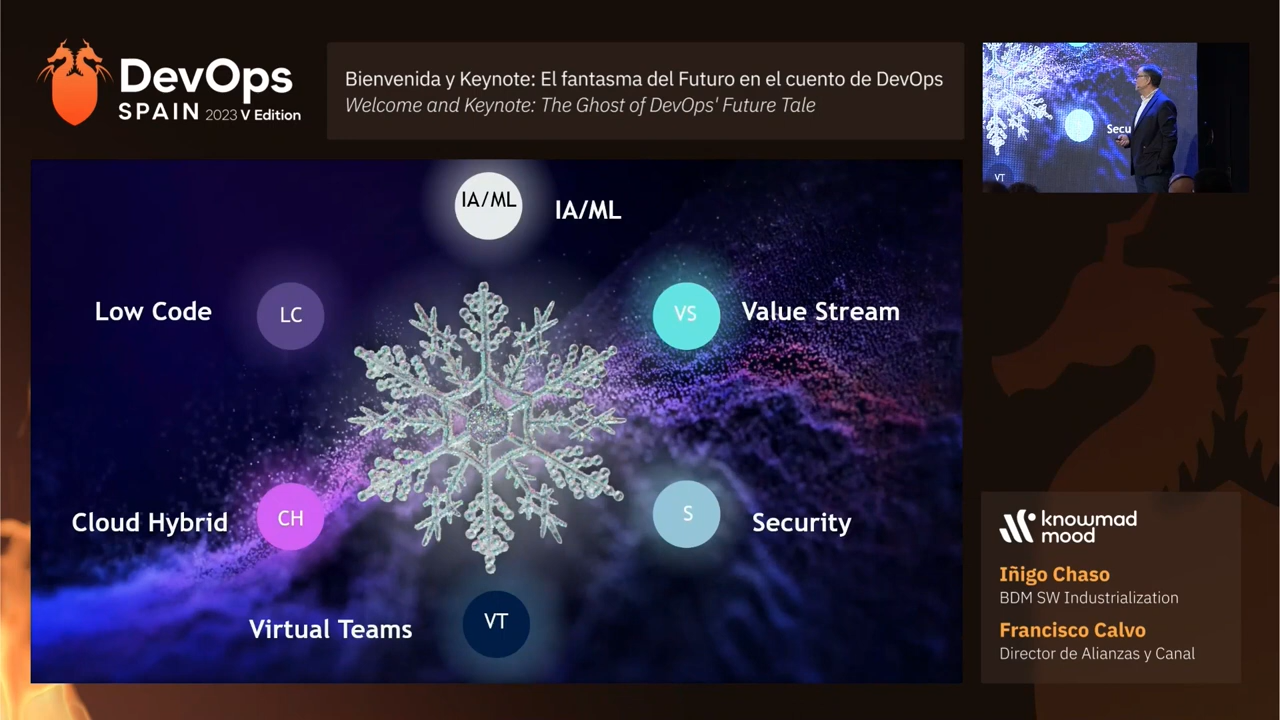 DevOps
SPAIN 2023 V Edition
Bienvenida y Keynote: El fantasma del Futuro en el cuento de DevOps
Welcome and Keynote: The Ghost of DevOps' Future Tale
Secu
VT
IA/ML
IA/ML
Low Code
LC
VS
Value Stream
Cloud Hybrid
CH
S
Security
Virtual Teams
VT
knowmad
mood
Iñigo Chaso
BDM SW Industrialization
Francisco Calvo
Director de Alianzas y Canal